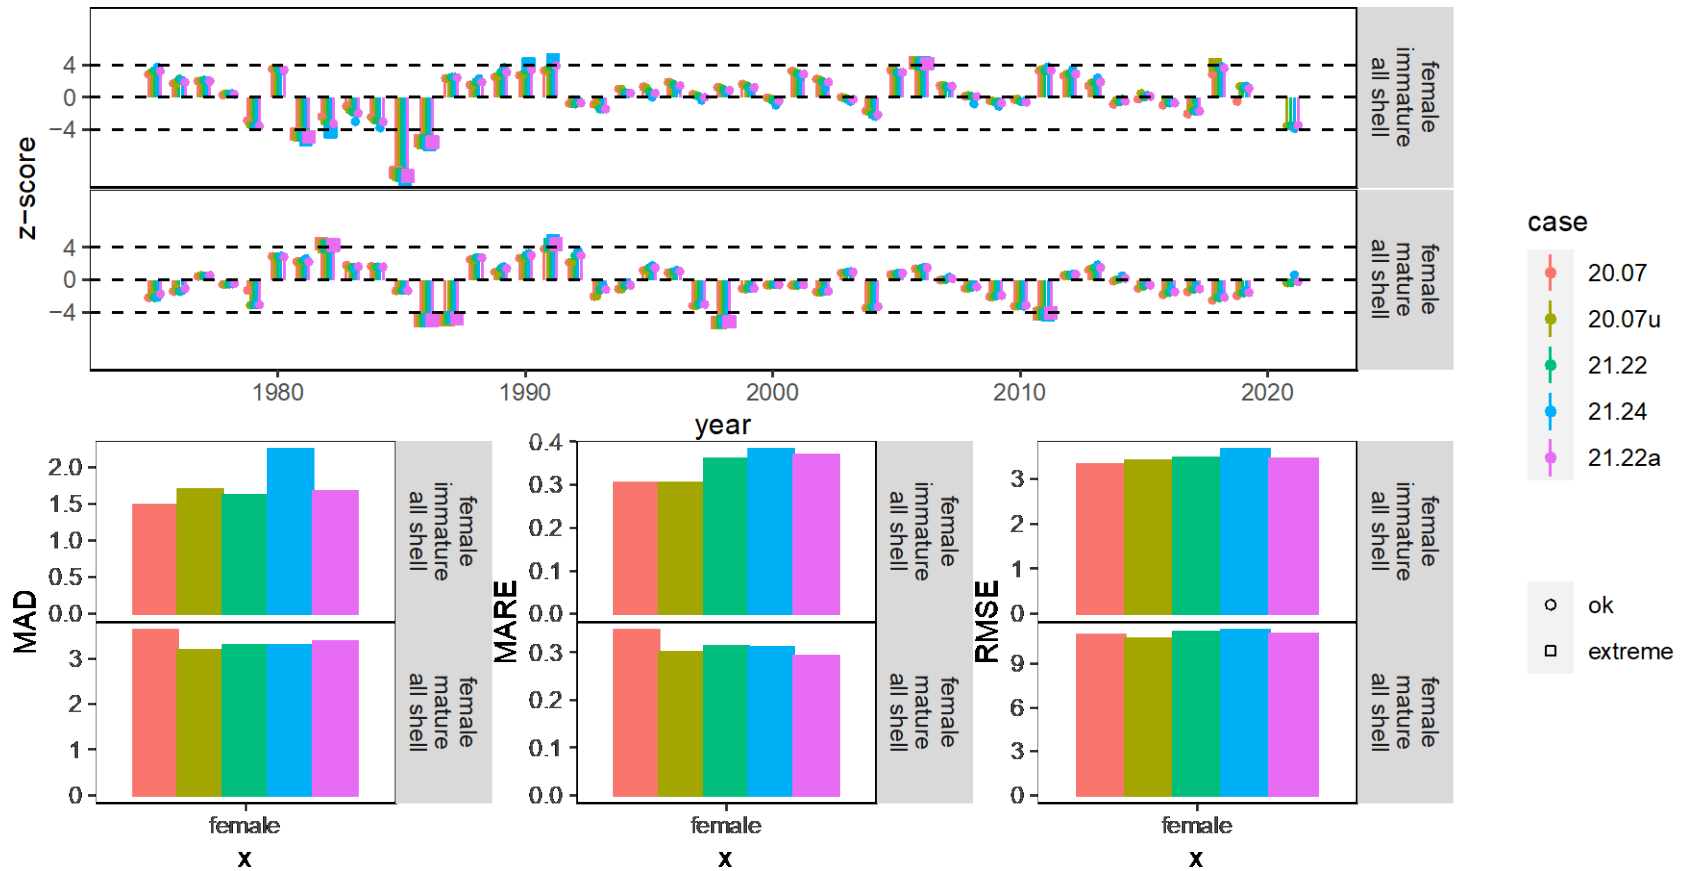 z−score
4
0
−4
female
immature
all shell
4
0
−4
female
mature
all shell
1980
1990
2000
2010
2020
year
case
20.07
20.07u
21.22
21.24
21.22a
ok
extreme
MAD
2.0
1.5
1.0
0.5
0.0
female
immature
all shell
3
2
1
0
female
mature
all shell
female
x
MARE
0.4
0.3
0.2
0.1
0.0
female
immature
all shell
0.3
0.2
0.1
0.0
female
mature
all shell
female
x
RMSE
3
2
1
0
female
immature
all shell
9
6
3
0
female
mature
all shell
female
x